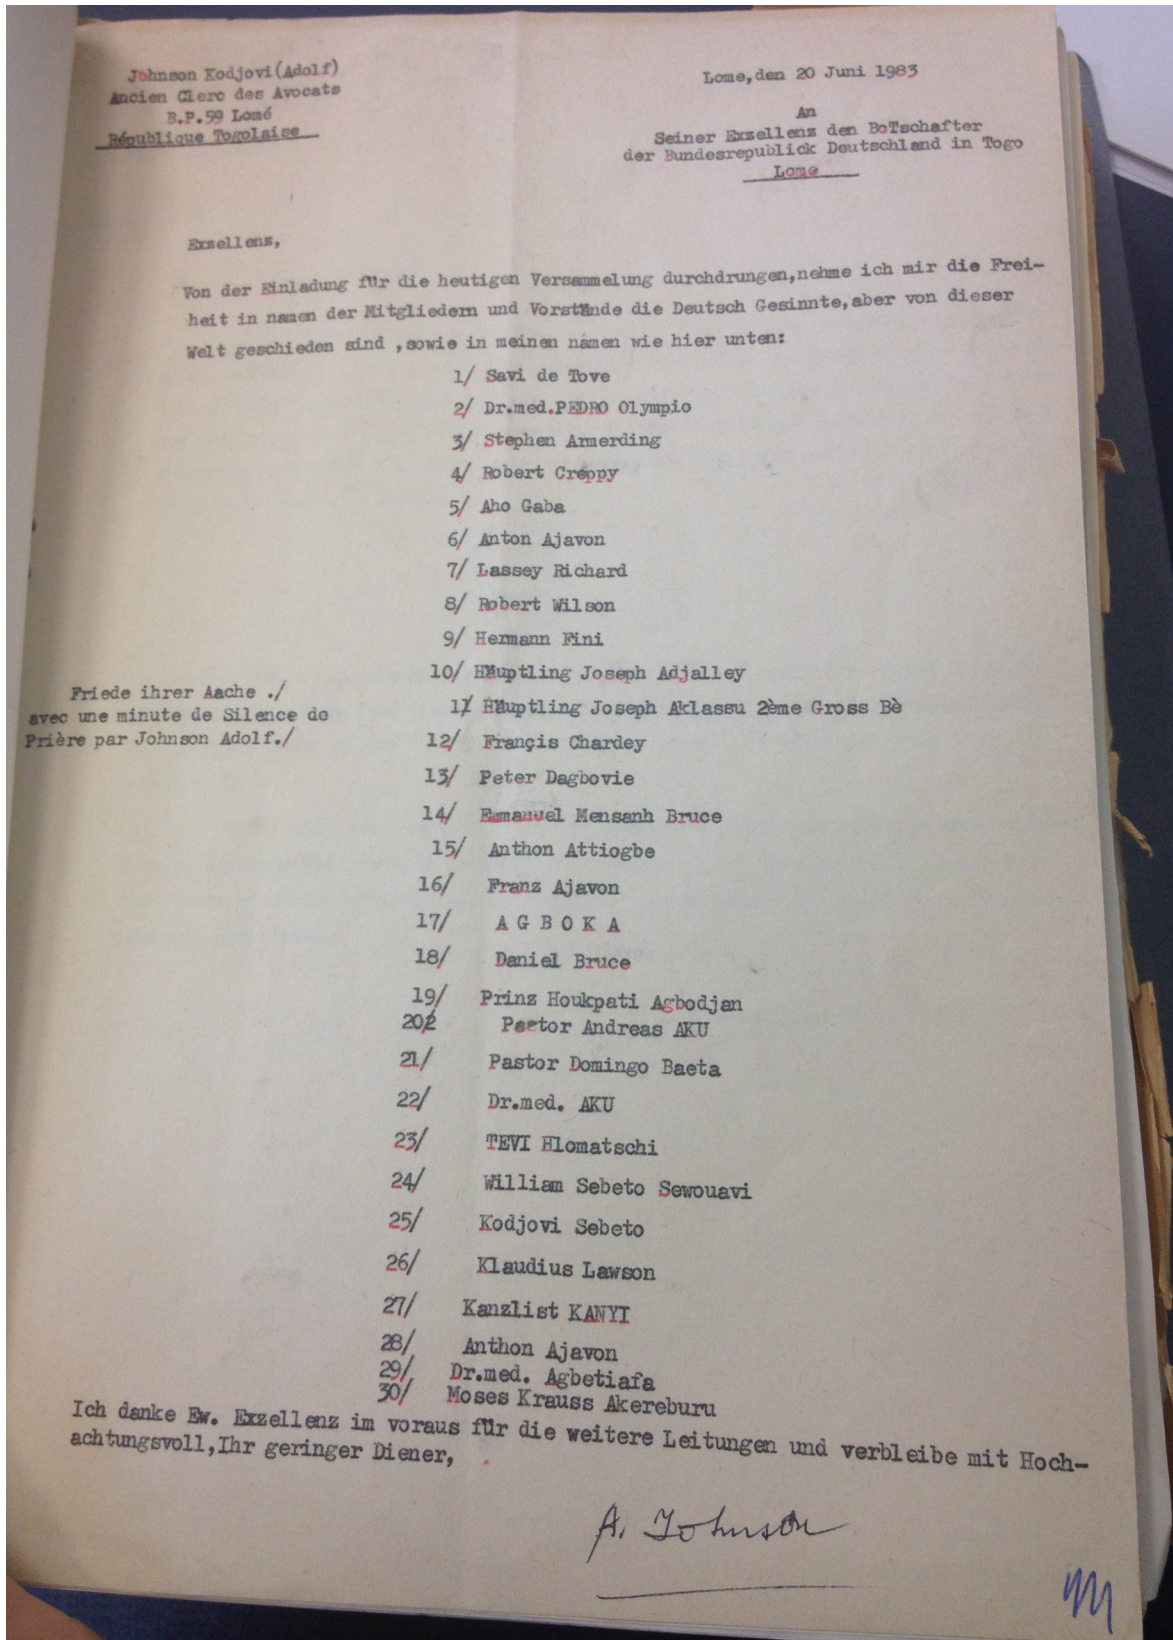 Johnson Kodjovi(Adolf)
Ancien Clerc des Avocats
B.P.59 Lomé
République Togolaise
Lome,den 20 Juni 1983
An
Seiner Exzellenz den BoTschafter
der Bundesrepublick Deutschland in Togo
Lome
Exzellenz,
Von der Einladung für die heutigen Versammelung durchdrungen,nehme ich mir die Frei-
heit in namen der Mitgliedern und Vorstände die Deutsch Gesinnte,aber von dieser
Welt geschieden sind ,sowie in meinen namen wie hier unten:
1/ Savi de Tove
2/ Dr.med.PEDRO Olympio
3/ Stephen Armerding
4/ Robert Creppy
5/ Aho Gaba
6/ Anton Ajavon
7/ Lassey Richard
8/ Robert Wilson
9/ Hermann Fini
10/ Häuptling Joseph Adjalley
Friede ihrer Aache ./
avec une minute de Silence de
Prière par Johnson Adolf./
11/ Häuptling Joseph Aklassu 2ème Gross Bè
12/ Françis Chardey
13/ Peter Dagbovie
14/ Emmanuel Mensanh Bruce
15/ Anthon Attiogbe
16/ Franz Ajavon
17/ A G B O K A
18/ Daniel Bruce
19/ Prinz Houkpati Agbodjan
20/ Pastor Andreas AKU
21/ Pastor Domingo Baeta
22/ Dr.med. AKU
23/ TEVI Hlomatschi
24/ William Sebeto Sewouavi
25/ Kodjovi Sebeto
26/ Klaudius Lawson
27/ Kanzlist KANYI
28/ Anthon Ajavon
29/ Dr.med. Agbetiafa
30/ Moses Krauss Akereburu
Ich danke Ew. Exzellenz im voraus für die weitere Leitungen und verbleibe mit Hoch-
achtungsvoll,Ihr geringer Diener,
A. Johnson